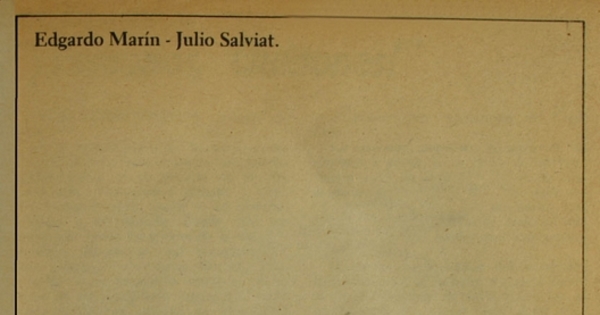 Edgardo Marín - Julio Salviat.